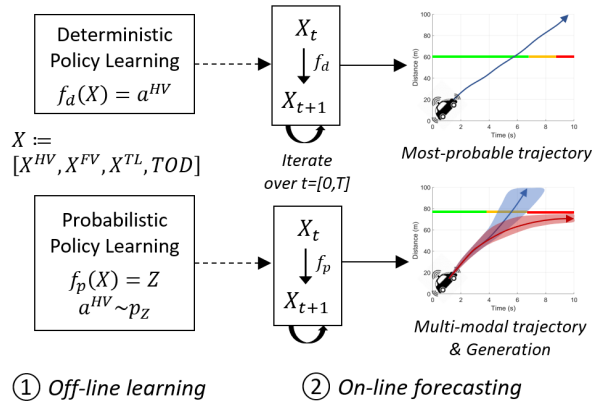 Deterministic
Policy Learning
f_d(X) = a^{HV}
X_t
f_d
X_{t+1}
Distance (m)
100
80
60
40
20
0
0 2 4 6 8 10
Time (s)
X ≔
[X^{HV}, X^{FV}, X^{TL}, TOD]
Iterate
over t=[0,T]
Most-probable trajectory
Probabilistic
Policy Learning
f_p(X) = Z
a^{HV}~p_Z
X_t
f_p
X_{t+1}
Distance (m)
100
80
60
40
20
0
0 2 4 6 8 10
Time (s)
Multi-modal trajectory
& Generation
① Off-line learning
② On-line forecasting